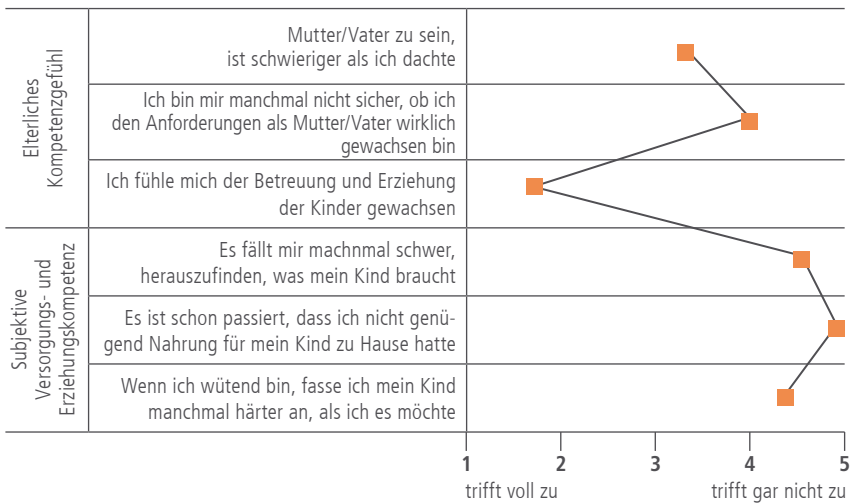 Elterliches
Kompetenzgefühl
Mutter/Vater zu sein,
ist schwieriger als ich dachte
Ich bin mir manchmal nicht sicher, ob ich
den Anforderungen als Mutter/Vater wirklich
gewachsen bin
Ich fühle mich der Betreuung und Erziehung
der Kinder gewachsen
Subjektive
Versorgungs- und
Erziehungskompetenz
Es fällt mir machnmal schwer,
herauszufinden, was mein Kind braucht
Es ist schon passiert, dass ich nicht genü-
gend Nahrung für mein Kind zu Hause hatte
Wenn ich wütend bin, fasse ich mein Kind
manchmal härter an, als ich es möchte
1 2 3 4 5
trifft voll zu trifft gar nicht zu